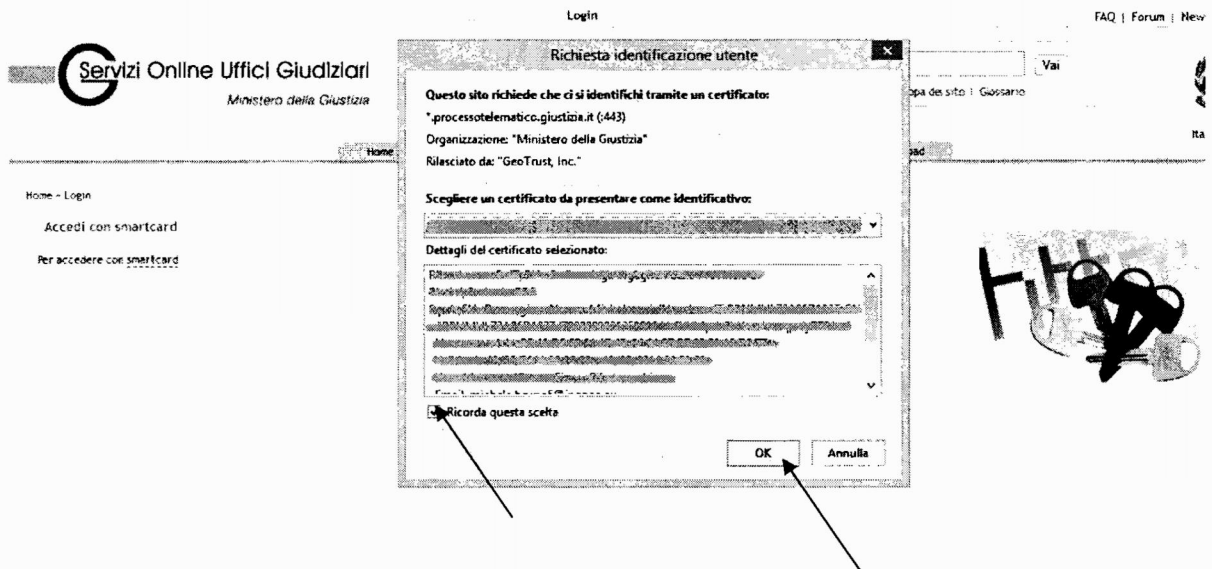 Login
FAQ | Forum | New
Servizi Online Uffici Giudiziari
Ministero della Giustizia
Vai
sito | Glossario
Ita
Home
Home - Login
Accedi con smartcard
Per accedere con smartcard
Richiesta identificazione utente
Questo sito richiede che ci si identifichi tramite un certificato:
*.processotelematico.giustizia.it (:443)
Organizzazione: "Ministero della Giustizia"
Rilasciato da: "GeoTrust, Inc."
Scegliere un certificato da presentare come identificativo:
Dettagli del certificato selezionato:
Ricorda questa scelta
OK
Annulla